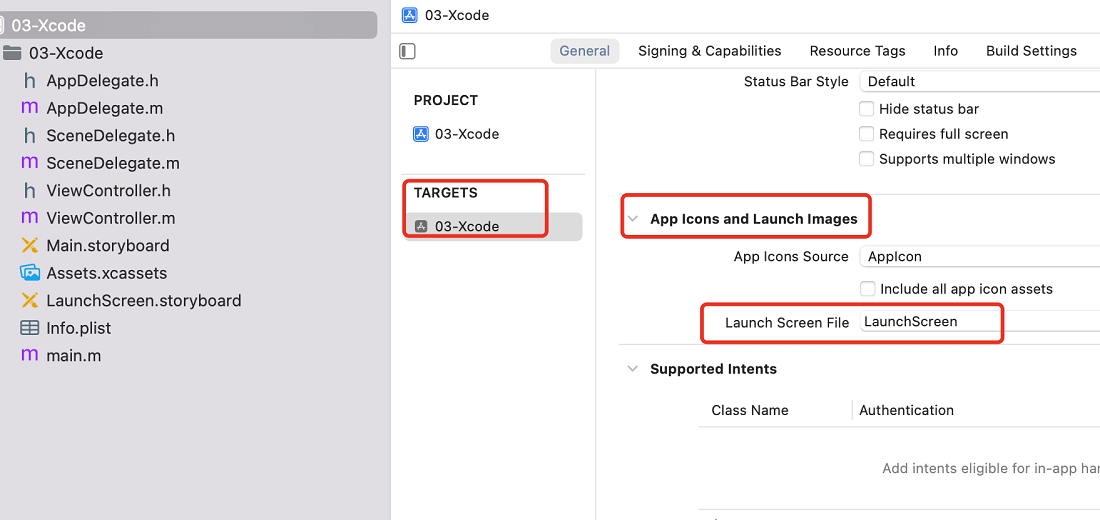 03-Xcode
03-Xcode
h AppDelegate.h
m AppDelegate.m
h SceneDelegate.h
m SceneDelegate.m
h ViewController.h
m ViewController.m
Main.storyboard
Assets.xcassets
LaunchScreen.storyboard
Info.plist
m main.m
03-Xcode
General Signing & Capabilities Resource Tags Info Build Settings
PROJECT
03-Xcode
TARGETS
03-Xcode
Status Bar Style Default
Hide status bar
Requires full screen
Supports multiple windows
App Icons and Launch Images
App Icons Source AppIcon
Include all app icon assets
Launch Screen File LaunchScreen
Supported Intents
Class Name Authentication
Add intents eligible for in-app har